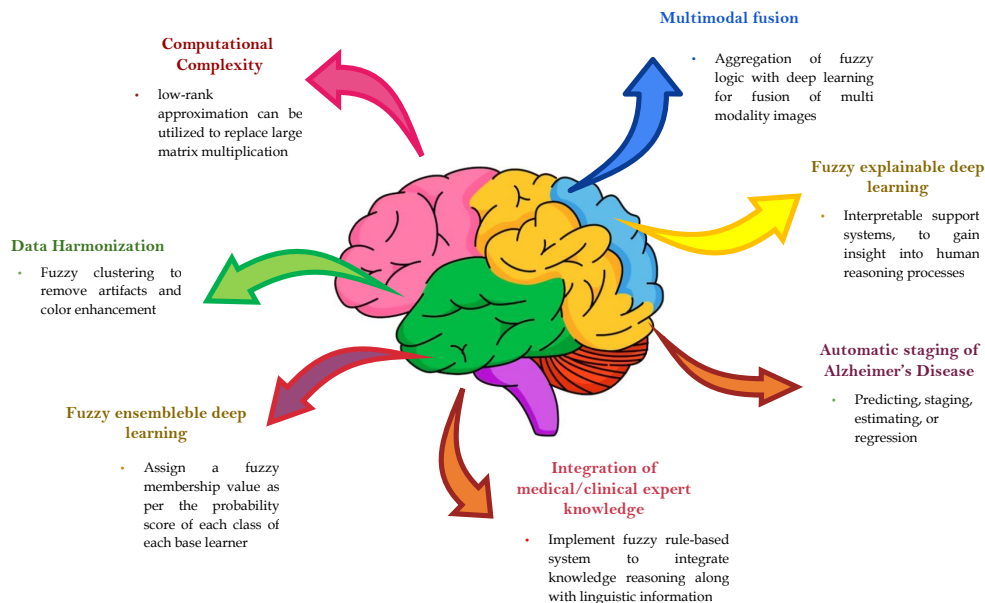 Multimodal fusion
• Aggregation of fuzzy
logic with deep learning
for fusion of multi
modality images
Computational
Complexity
• low-rank
approximation can be
utilized to replace large
matrix multiplication
Fuzzy explainable deep
learning
• Interpretable support
systems, to gain
insight into human
reasoning processes
Data Harmonization
• Fuzzy clustering to
remove artifacts and
color enhancement
Automatic staging of
Alzheimer’s Disease
• Predicting, staging,
estimating, or
regression
Fuzzy ensembleble deep
learning
• Assign a fuzzy
membership value as
per the probability
score of each class of
each base learner
Integration of
medical/clinical expert
knowledge
• Implement fuzzy rule-based
system to integrate
knowledge reasoning along
with linguistic information